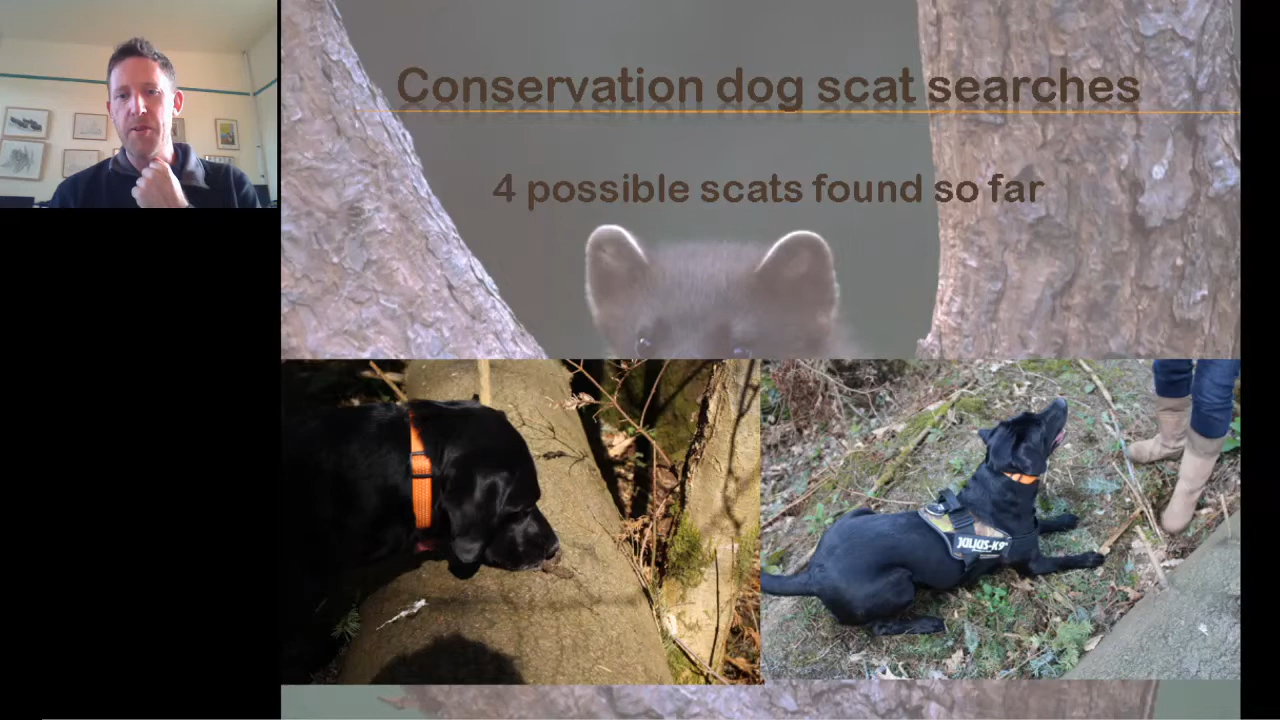 Conservation dog scat searches
4 possible scats found so far
JULIUS-K9®